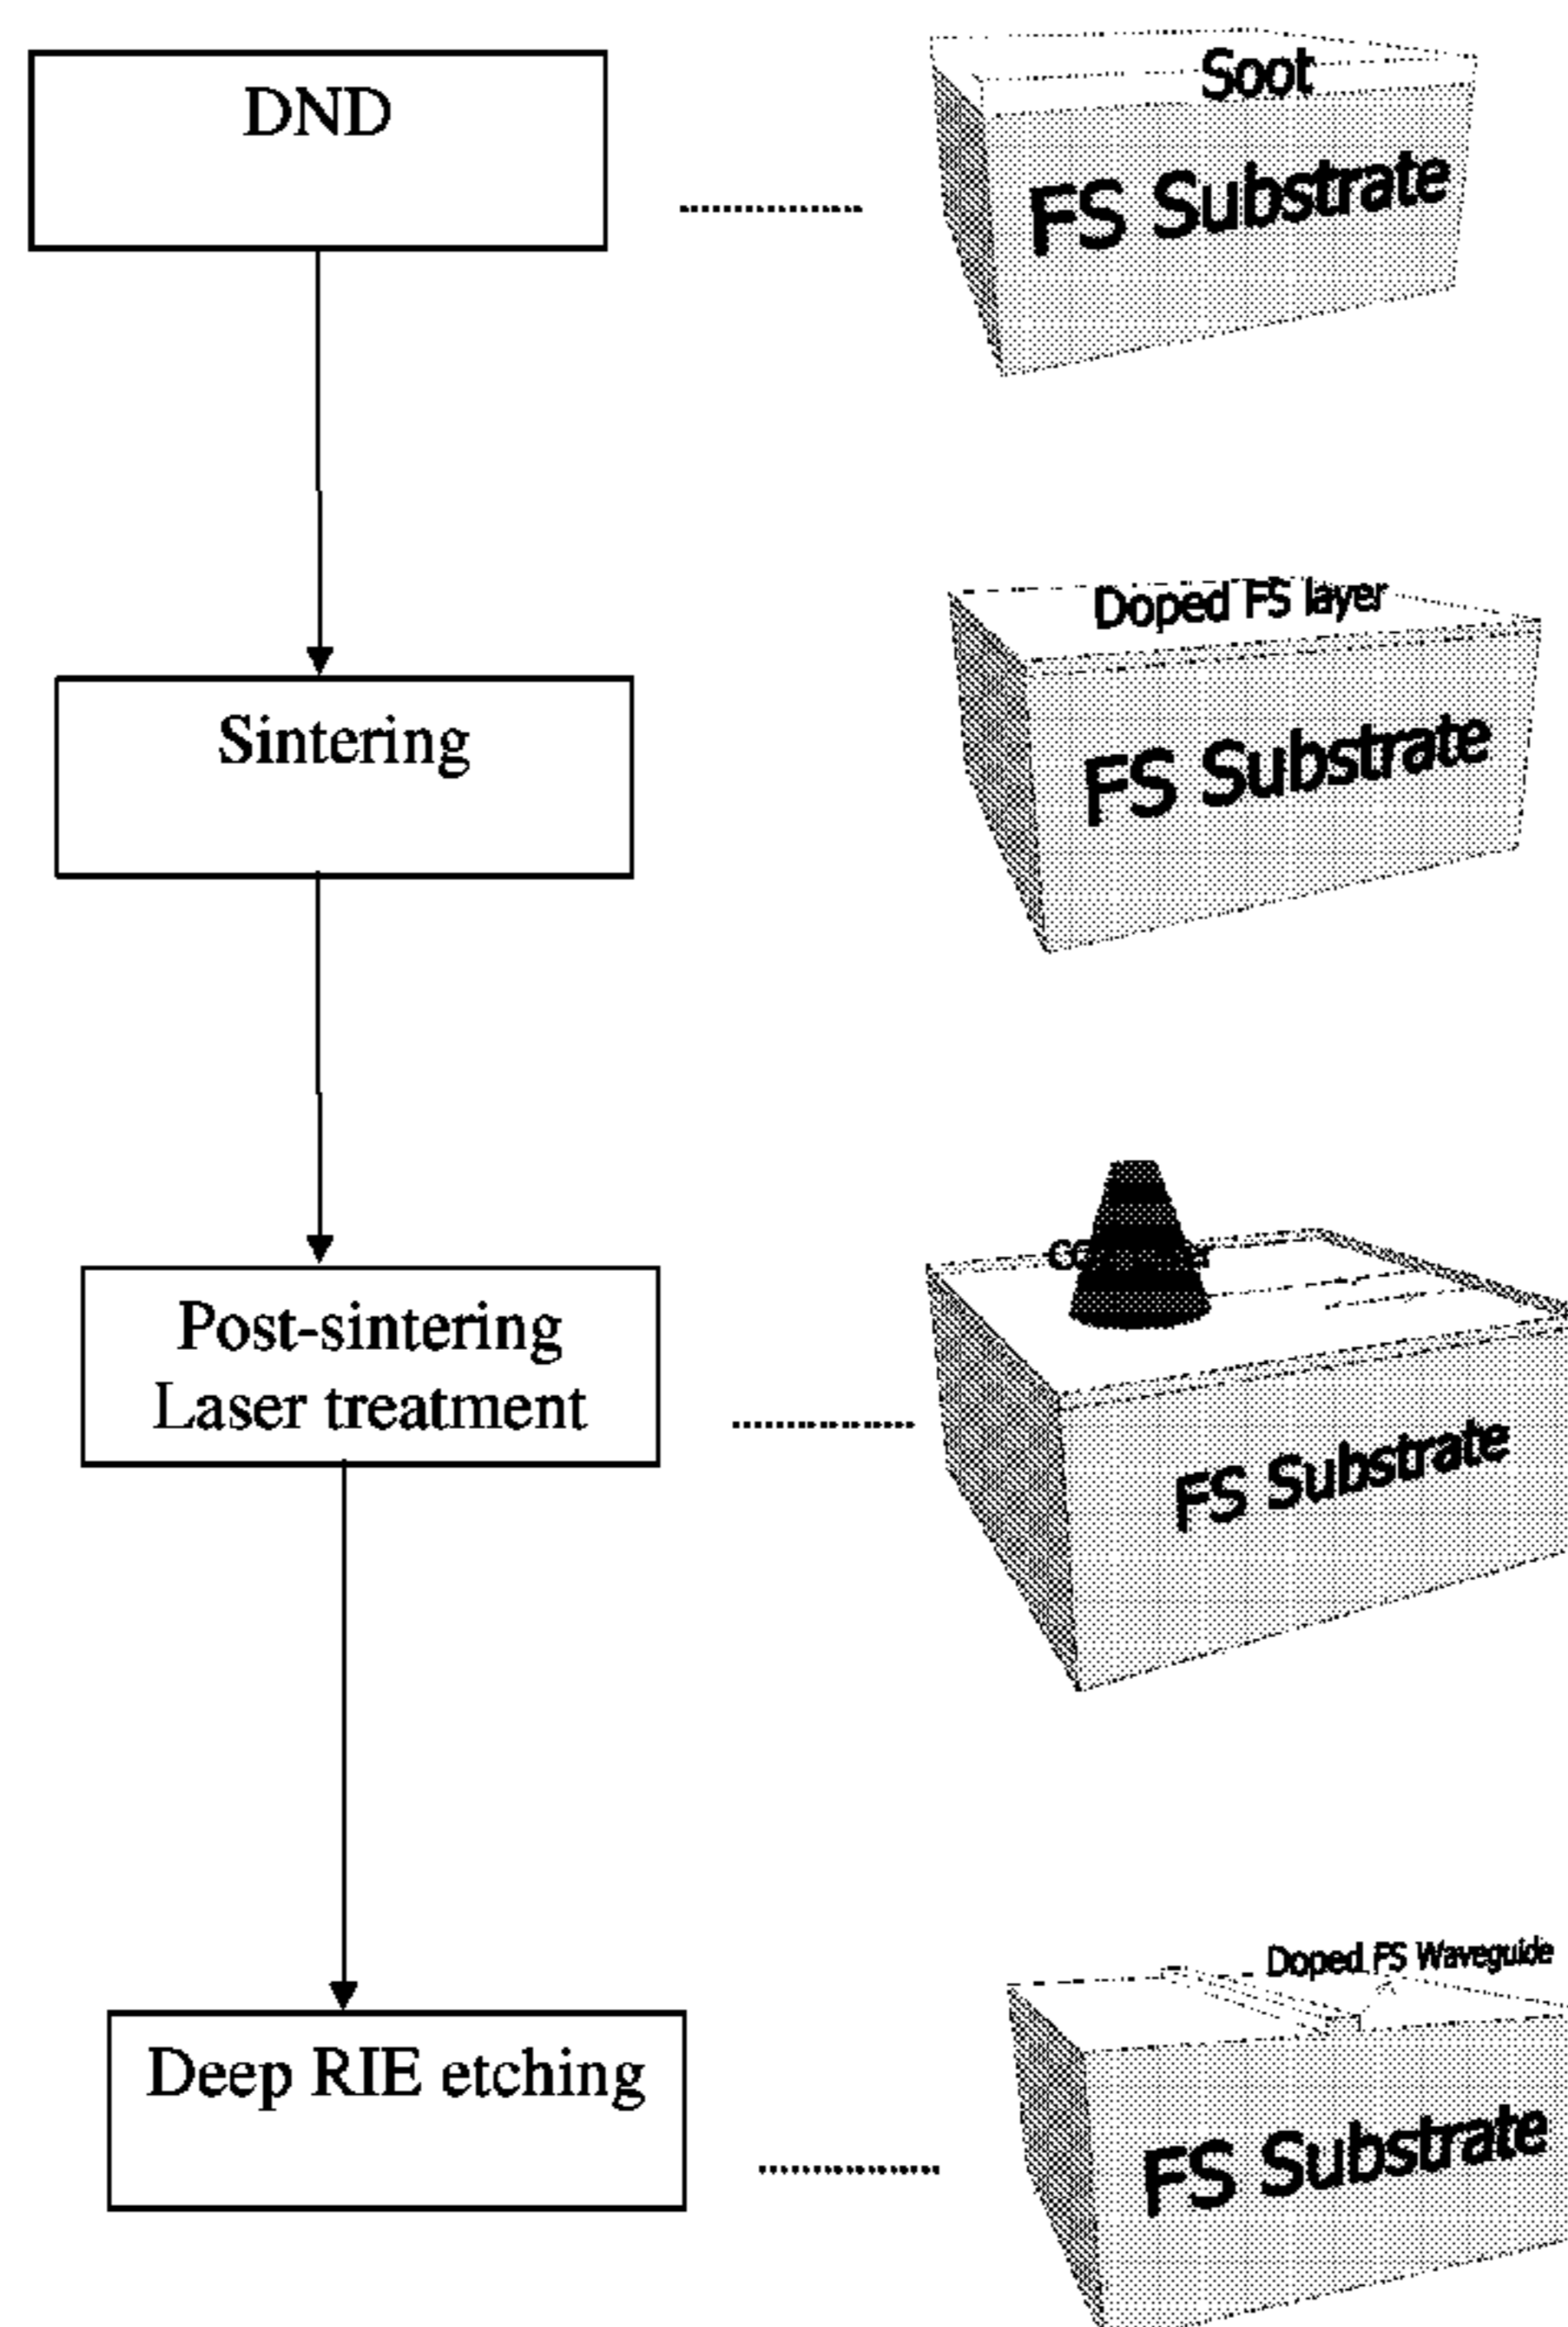 DND
Soot
FS Substrate
Sintering
Doped FS layer
FS Substrate
Post-sintering
Laser treatment
FS Substrate
Deep RIE etching
Doped FS Waveguide
FS Substrate